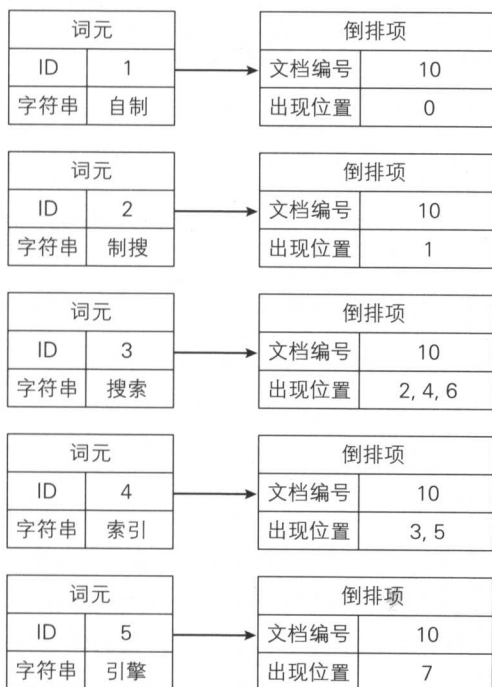 词元 倒排项
ID 1 文档编号 10
字符串 自制 出现位置 0
词元 倒排项
ID 2 文档编号 10
字符串 制搜 出现位置 1
词元 倒排项
ID 3 文档编号 10
字符串 搜索 出现位置 2, 4, 6
词元 倒排项
ID 4 文档编号 10
字符串 索引 出现位置 3, 5
词元 倒排项
ID 5 文档编号 10
字符串 引擎 出现位置 7